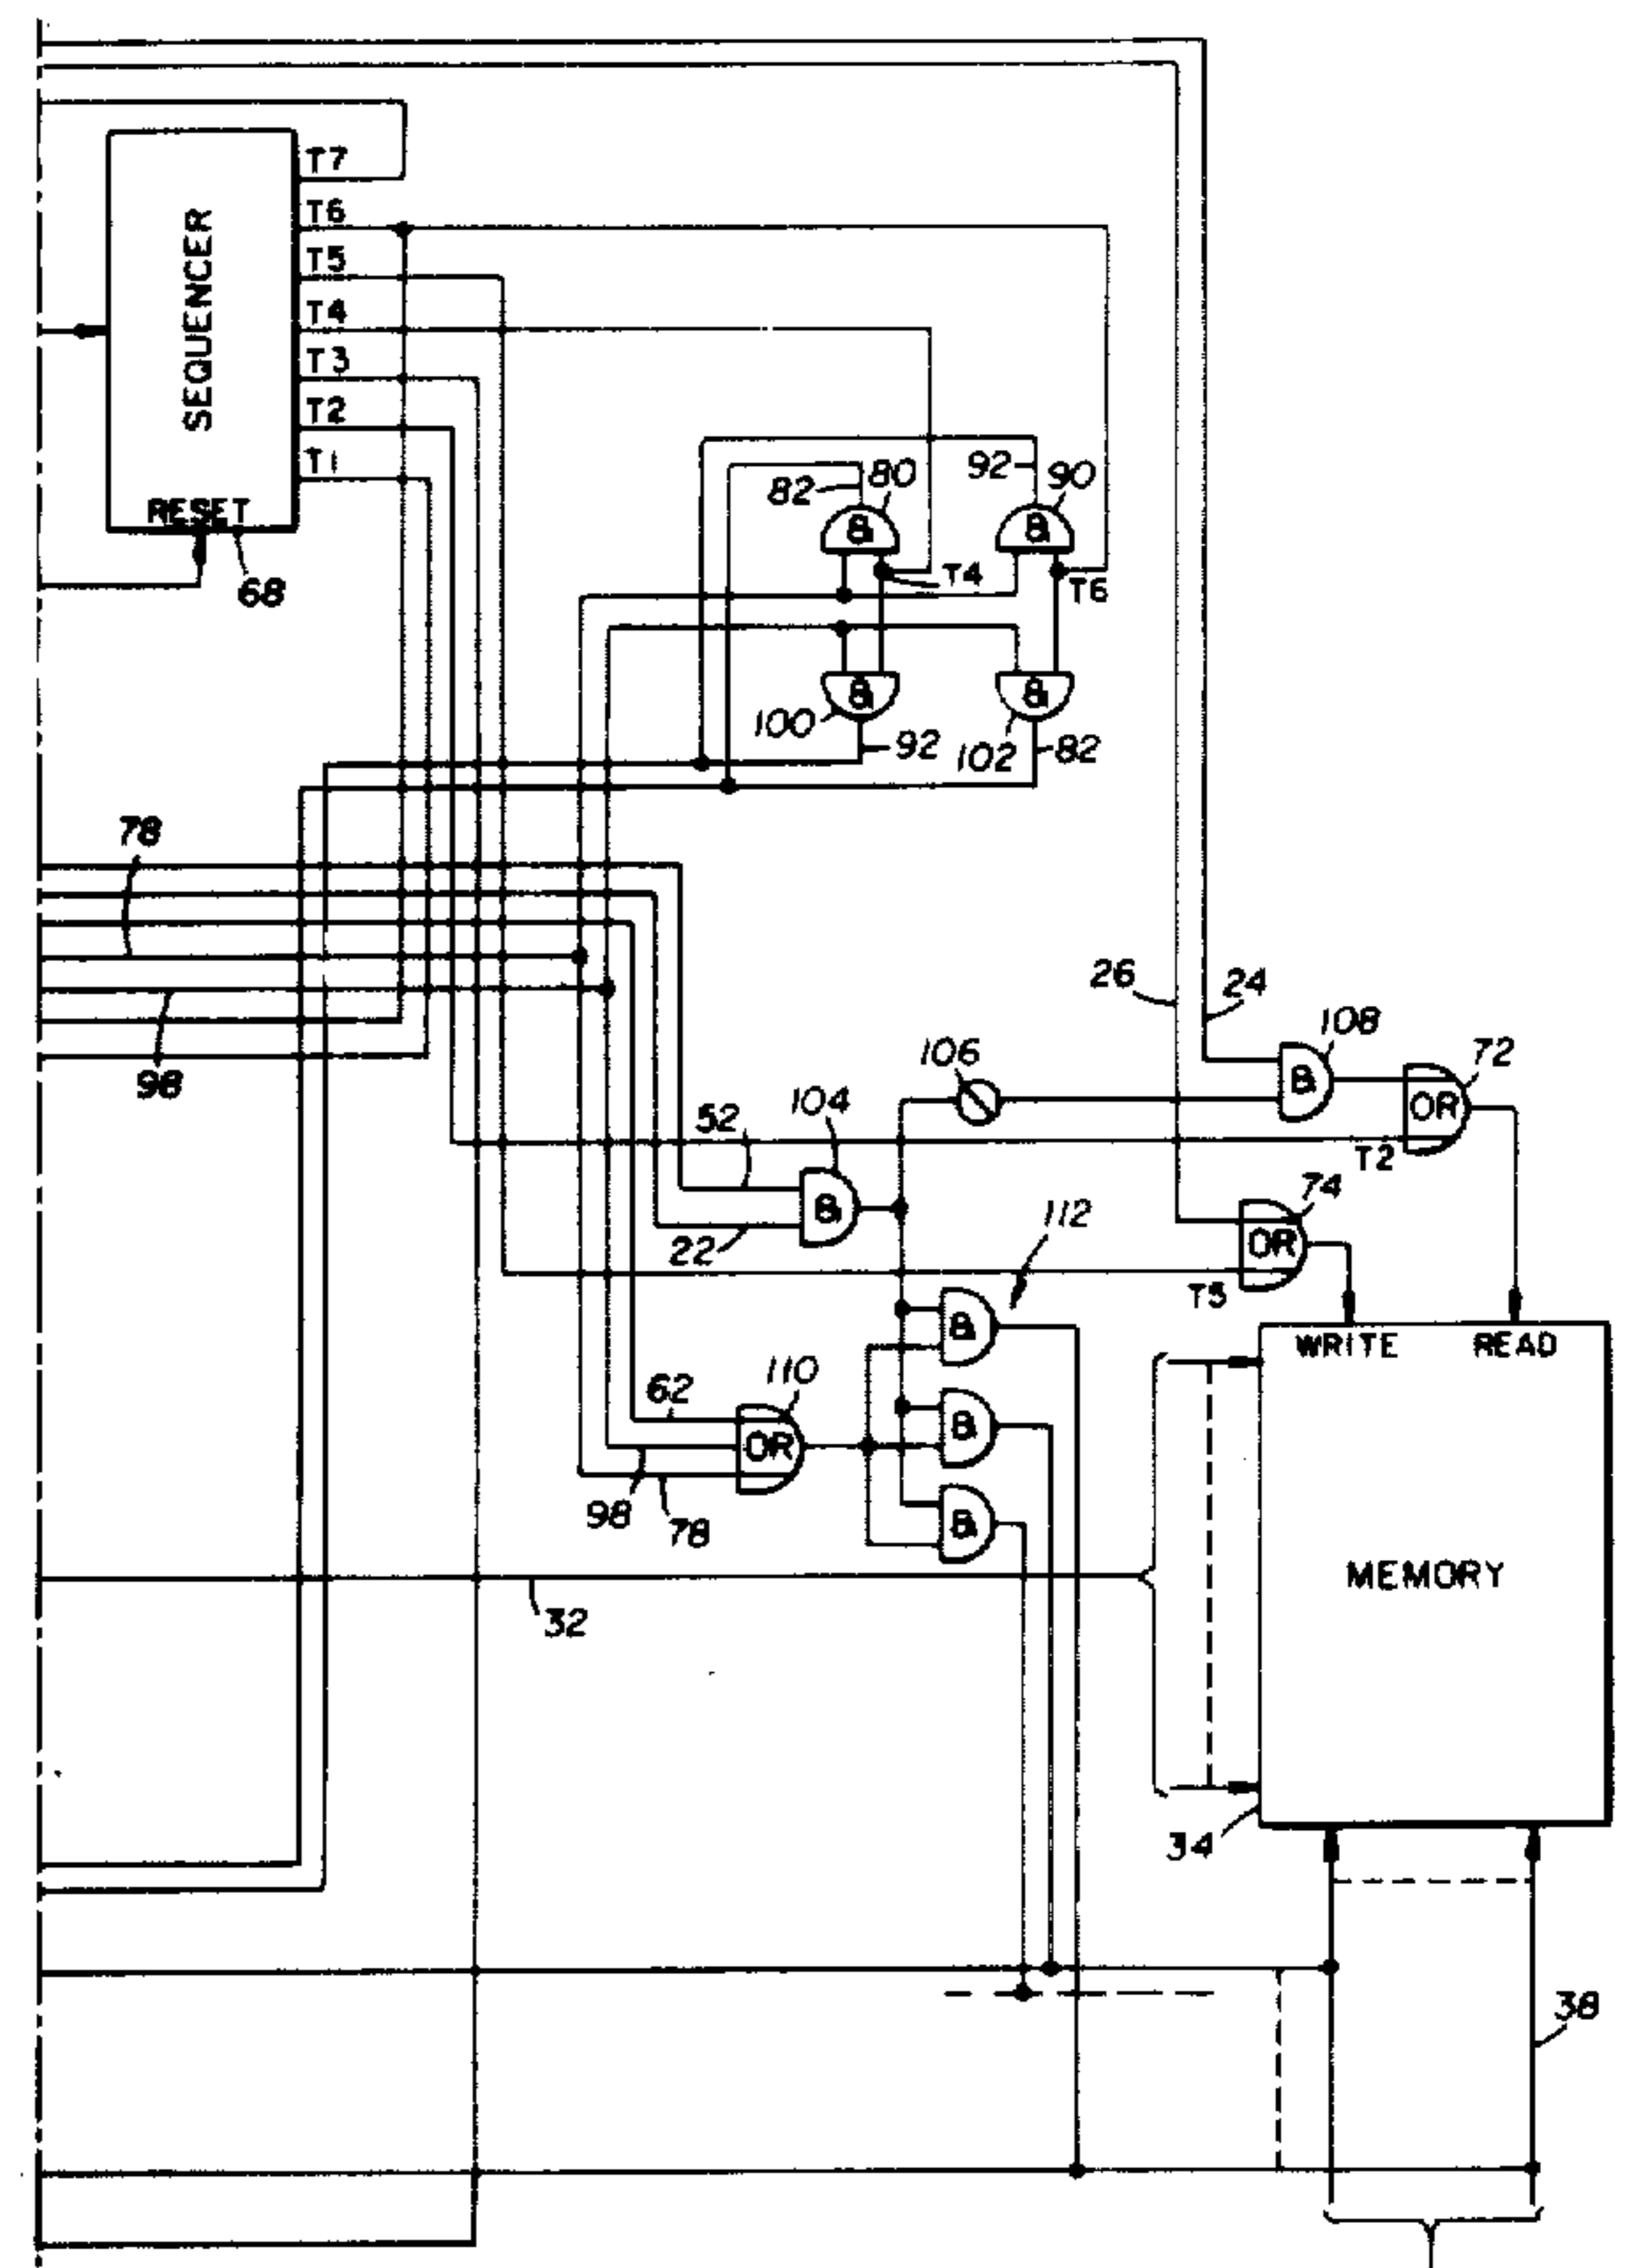 T7
T6
T5
T4
T3
T2
T1
SEQUENCER
RESET
68
82
80
92
90
&
&
T4
T6
&
&
100
92
102
82
78
98
26
24
108
106
&
72
OR
104
52
T2
&
22
112
74
OR
T5
&
WRITE
READ
110
62
OR
&
98
78
&
MEMORY
32
34
38